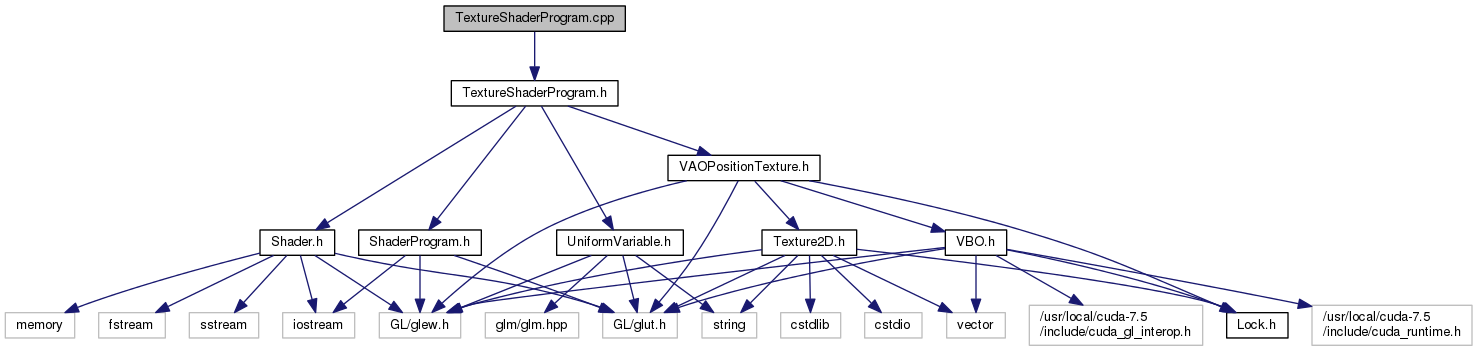 TextureShaderProgram.cpp
TextureShaderProgram.h
VAOPositionTexture.h
Shader.h
ShaderProgram.h
UniformVariable.h
Texture2D.h
VBO.h
memory
fstream
sstream
iostream
GL/glew.h
glm/glm.hpp
GL/glut.h
string
cstdlib
cstdio
vector
/usr/local/cuda-7.5
/include/cuda_gl_interop.h
Lock.h
/usr/local/cuda-7.5
/include/cuda_runtime.h